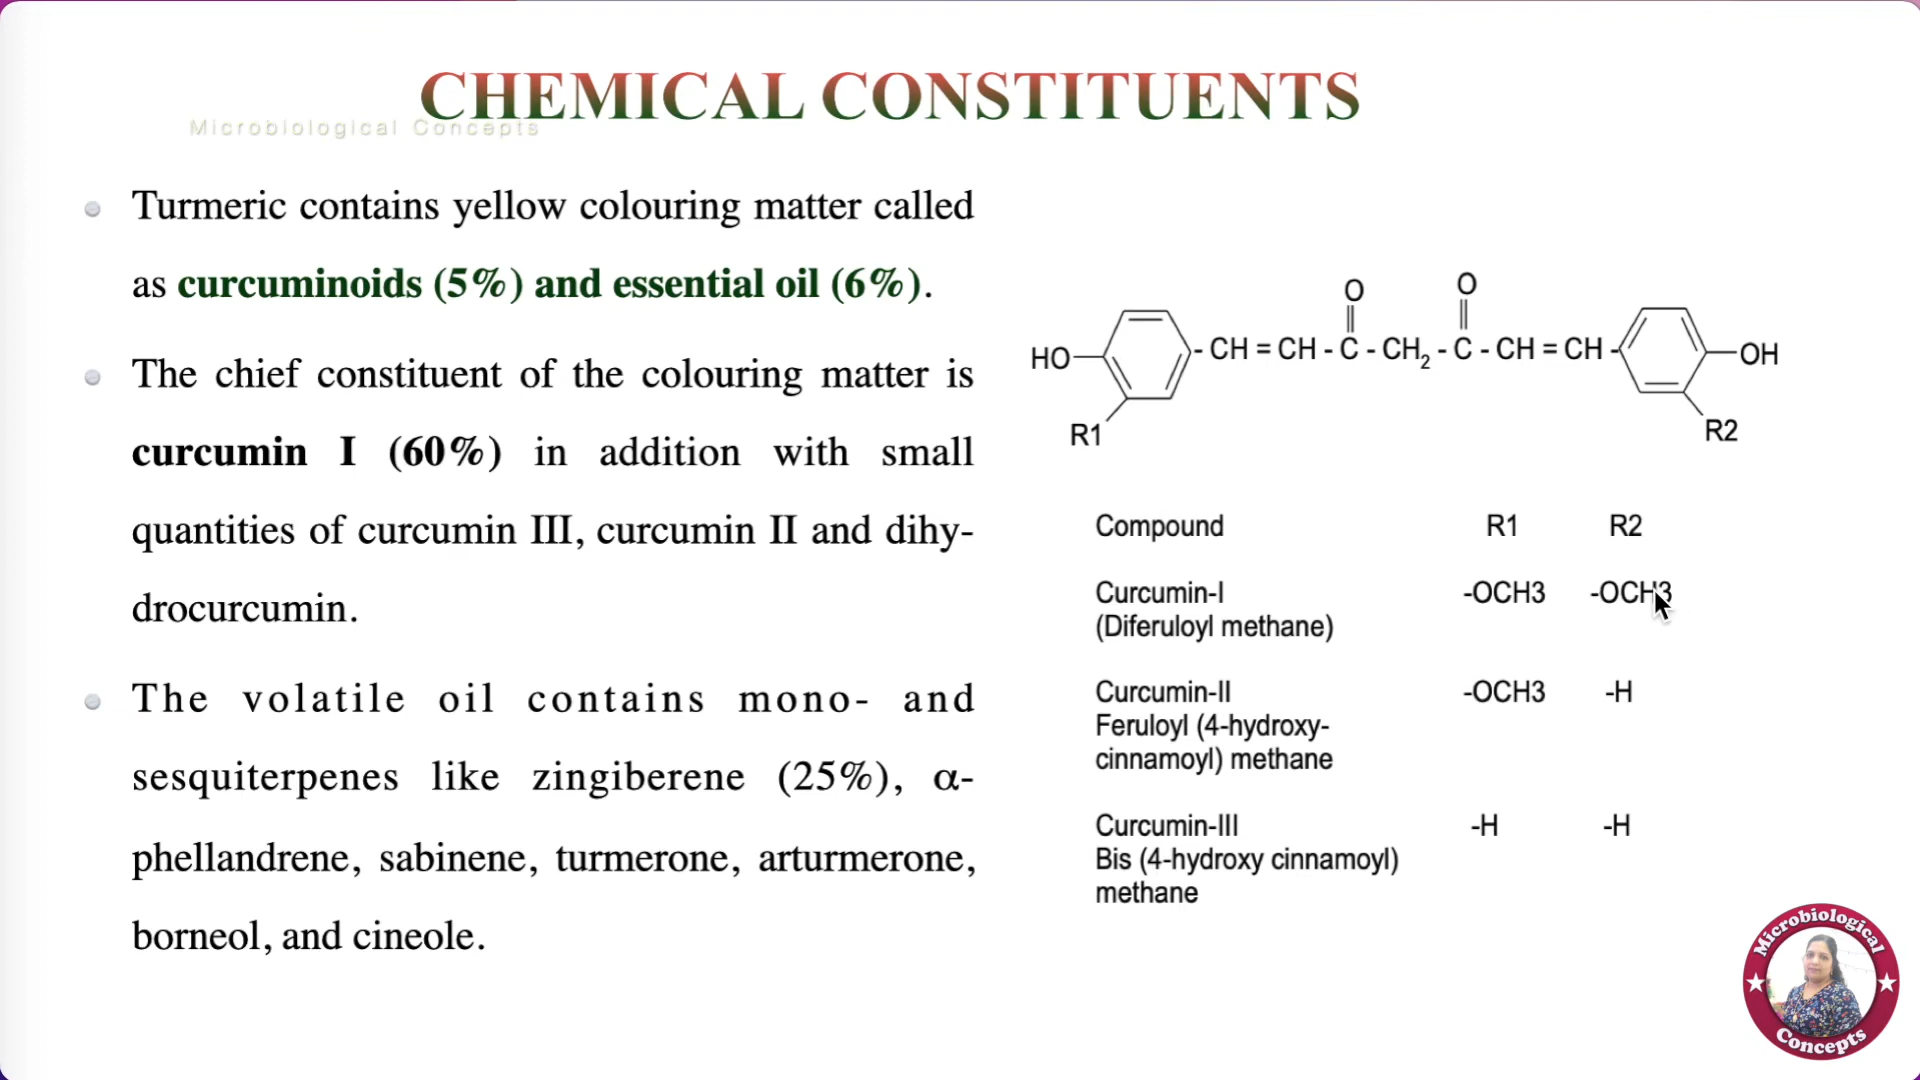 CHEMICAL CONSTITUENTS
Microbiological Concepts
Turmeric contains yellow colouring matter called
as curcuminoids (5%) and essential oil (6%).
The chief constituent of the colouring matter is
curcumin I (60%) in addition with small
quantities of curcumin III, curcumin II and dihy-
drocurcumin.
The volatile oil contains mono- and
sesquiterpenes like zingiberene (25%), α-
phellandrene, sabinene, turmerone, arturmerone,
borneol, and cineole.
O O
HO - CH = CH - C - CH₂ - C - CH = CH - OH
R1 R2
Compound R1 R2
Curcumin-I -OCH3 -OCH3
(Diferuloyl methane)
Curcumin-II -OCH3 -H
Feruloyl (4-hydroxy-
cinnamoyl) methane
Curcumin-III -H -H
Bis (4-hydroxy cinnamoyl)
methane
Microbiological
Concepts